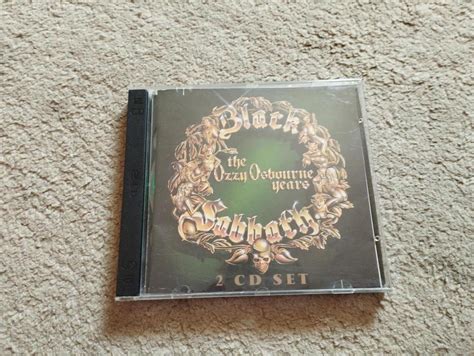 Black
the
Ozzy Osbourne
years
Sabbath
2 CD SET